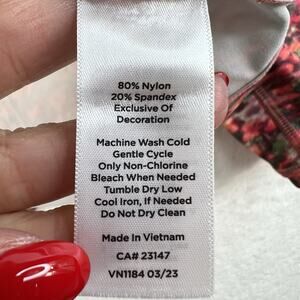 80% Nylon
20% Spandex
Exclusive Of
Decoration
Machine Wash Cold
Gentle Cycle
Only Non-Chlorine
Bleach When Needed
Tumble Dry Low
Cool Iron, If Needed
Do Not Dry Clean
Made In Vietnam
CA# 23147
VN1184 03/23